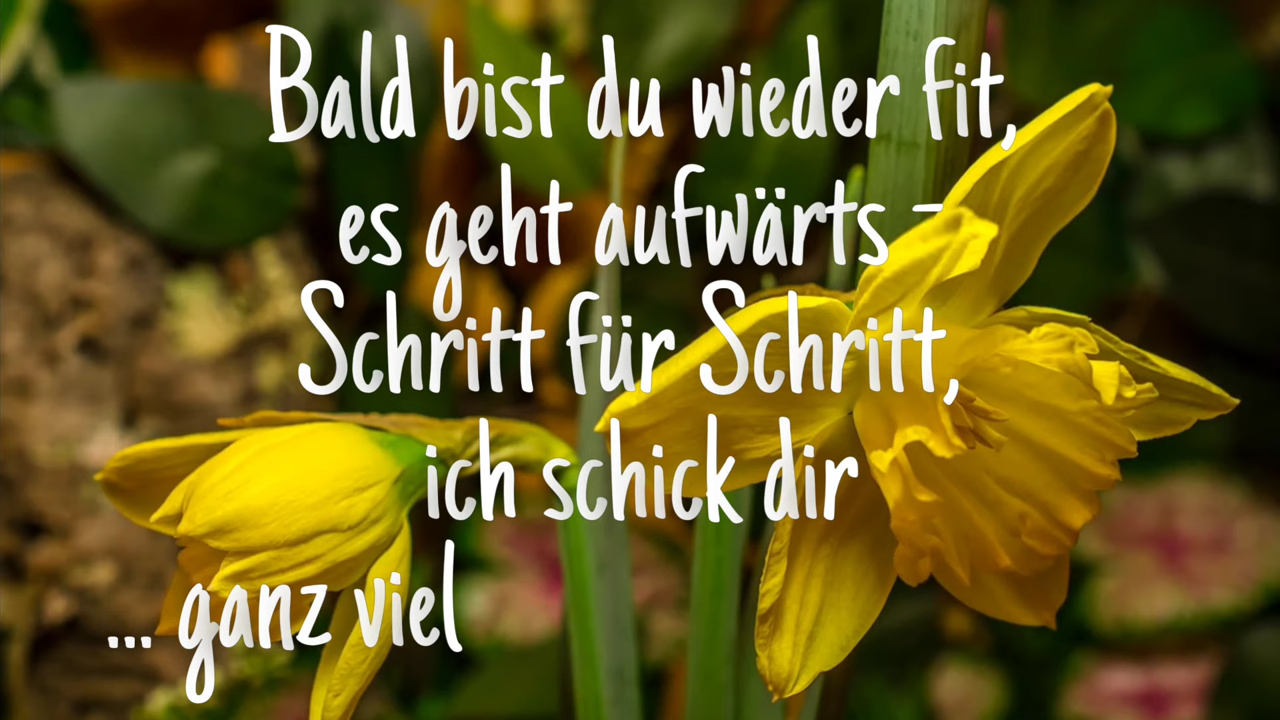 Bald bist du wieder fit,
es geht aufwärts -
Schritt für Schritt,
ich schick dir
... ganz viel